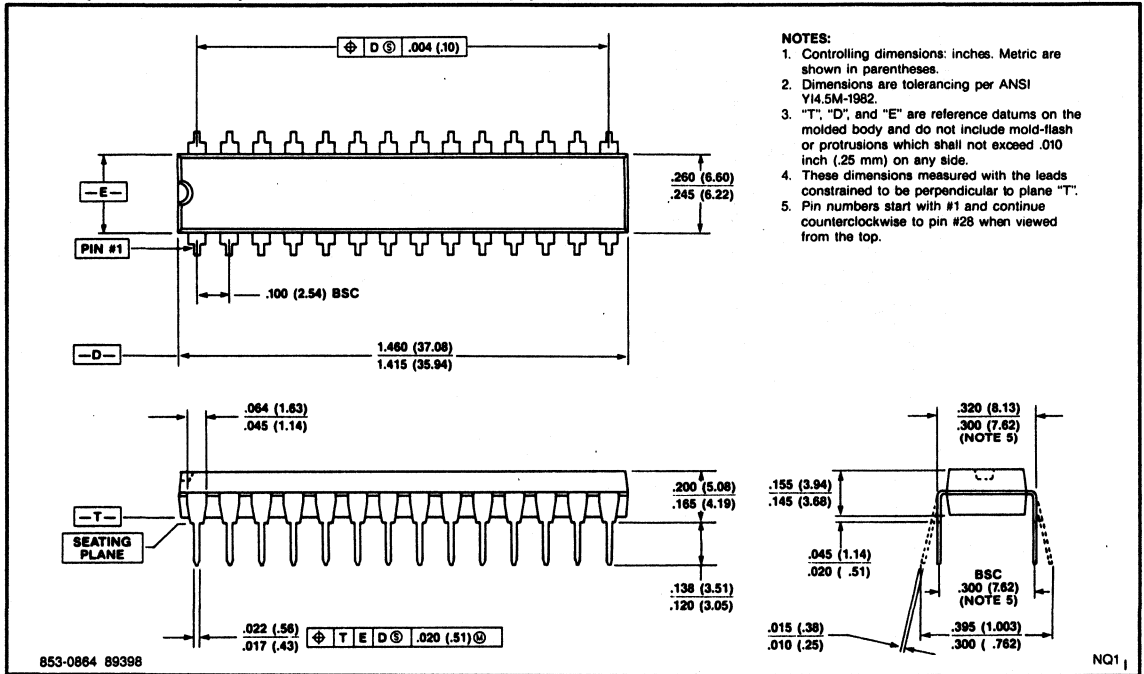 ⌖ D Ⓢ .004 (.10)
NOTES:
1. Controlling dimensions: inches. Metric are
shown in parentheses.
2. Dimensions are tolerancing per ANSI
YI4.5M-1982.
3. "T", "D", and "E" are reference datums on the
molded body and do not include mold-flash
or protrusions which shall not exceed .010
inch (.25 mm) on any side.
4. These dimensions measured with the leads
constrained to be perpendicular to plane "T".
5. Pin numbers start with #1 and continue
counterclockwise to pin #28 when viewed
from the top.
—E—
.260 (6.60)
.245 (6.22)
PIN #1
.100 (2.54) BSC
—D—
1.460 (37.08)
1.415 (35.94)
.064 (1.63)
.045 (1.14)
—T—
SEATING
PLANE
.200 (5.08)
.165 (4.19)
.138 (3.51)
.120 (3.05)
.022 (.56)
.017 (.43)
⌖ T E D Ⓢ .020 (.51) Ⓜ
.320 (8.13)
.300 (7.62)
(NOTE 5)
.155 (3.94)
.145 (3.68)
.045 (1.14)
.020 ( .51)
BSC
.300 (7.62)
(NOTE 5)
.015 (.38)
.010 (.25)
.395 (1.003)
.300 ( .762)
853-0864 89398
NQ1